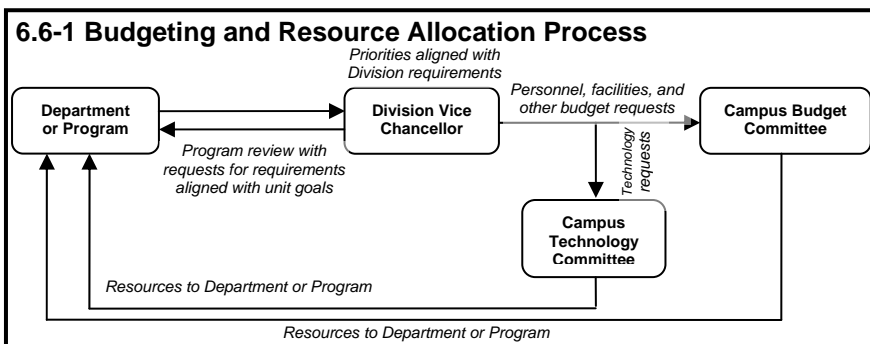 6.6-1 Budgeting and Resource Allocation Process
Priorities aligned with
Division requirements
Department
or Program
Division Vice
Chancellor
Personnel, facilities, and
other budget requests
Campus Budget
Committee
Program review with
requests for requirements
aligned with unit goals
Technology
requests
Campus
Technology
Committee
Resources to Department or Program
Resources to Department or Program